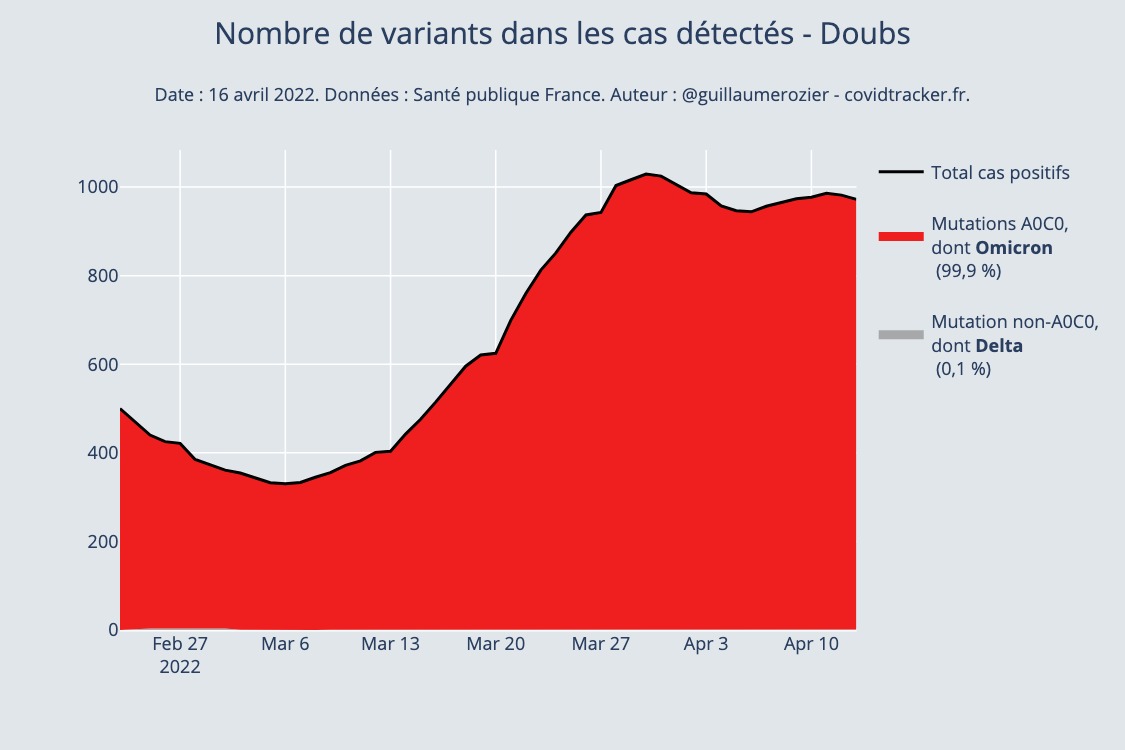 Nombre de variants dans les cas détectés - Doubs
Date : 16 avril 2022. Données : Santé publique France. Auteur : @guillaumerozier - covidtracker.fr.
Total cas positifs
Mutations A0C0,
dont Omicron
(99,9 %)
Mutation non-A0C0,
dont Delta
(0,1 %)
1000
800
600
400
200
0
Feb 27
2022
Mar 6
Mar 13
Mar 20
Mar 27
Apr 3
Apr 10